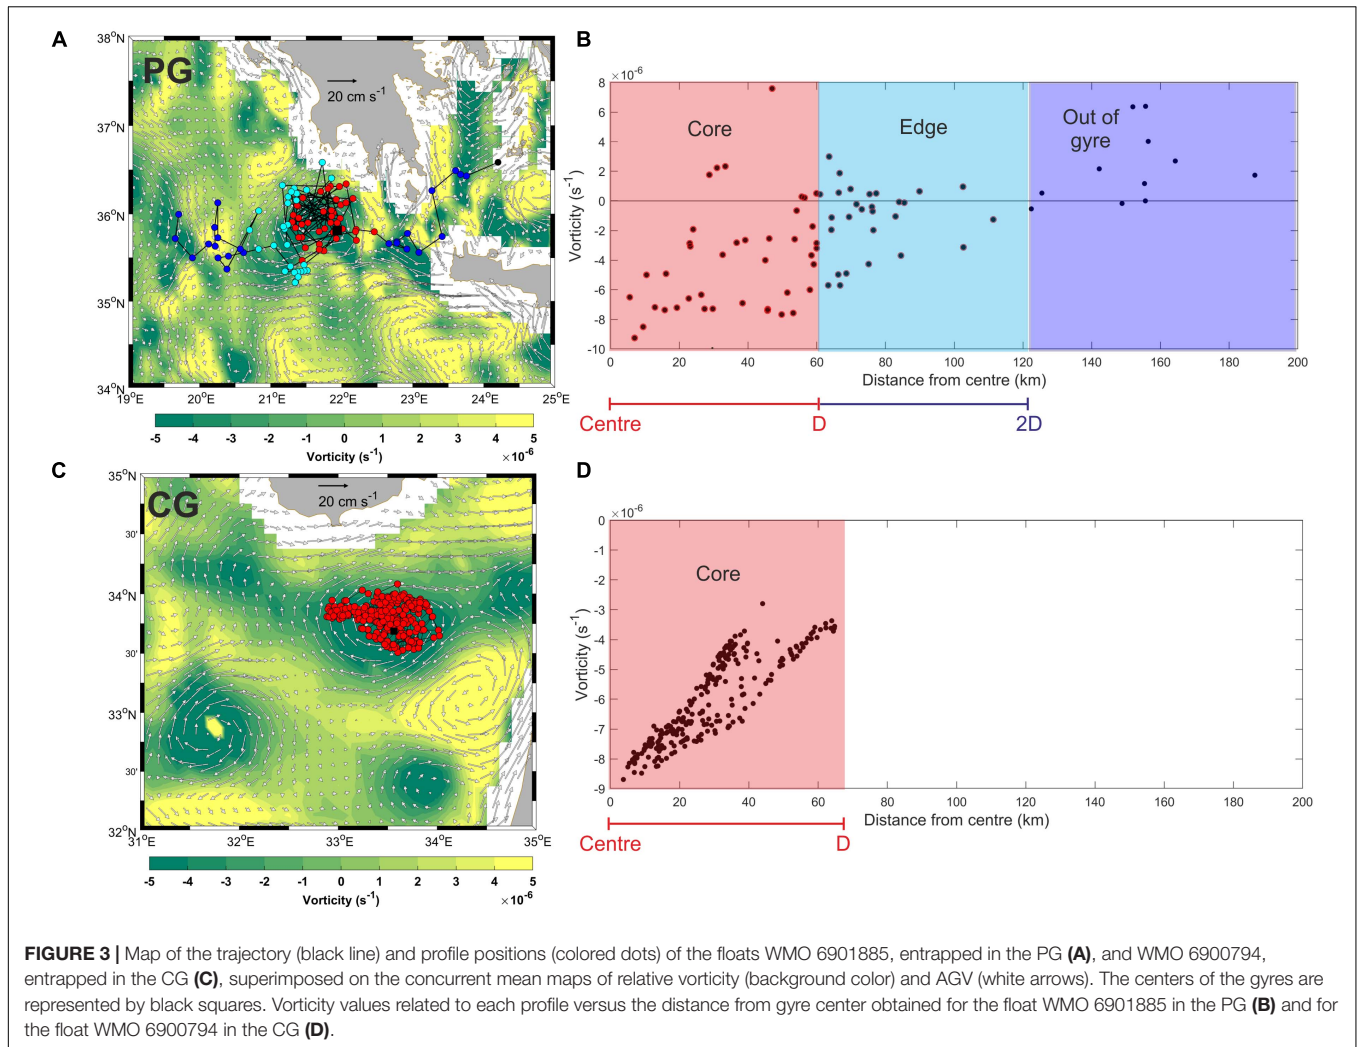 A
38°N
37°N
36°N
35°N
34°N
PG
20 cm s⁻¹
19°E 20°E 21°E 22°E 23°E 24°E 25°E
-5 -4 -3 -2 -1 0 1 2 3 4 5
Vorticity (s⁻¹) ×10⁻⁶
B
×10⁻⁶
8
6
4
2
0
-2
-4
-6
-8
-10
Vorticity (s⁻¹)
Core
Edge
Out of
gyre
0 20 40 60 80 100 120 140 160 180 200
Distance from centre (km)
Centre D 2D
C
35°N
30'
34°N
30'
33°N
30'
32°N
CG
20 cm s⁻¹
31°E 32°E 33°E 34°E 35°E
-5 -4 -3 -2 -1 0 1 2 3 4 5
Vorticity (s⁻¹) ×10⁻⁶
D
×10⁻⁶
0
-1
-2
-3
-4
-5
-6
-7
-8
-9
Vorticity (s⁻¹)
Core
0 20 40 60 80 100 120 140 160 180 200
Distance from centre (km)
Centre D
FIGURE 3 | Map of the trajectory (black line) and profile positions (colored dots) of the floats WMO 6901885, entrapped in the PG (A), and WMO 6900794,
entrapped in the CG (C), superimposed on the concurrent mean maps of relative vorticity (background color) and AGV (white arrows). The centers of the gyres are
represented by black squares. Vorticity values related to each profile versus the distance from gyre center obtained for the float WMO 6901885 in the PG (B) and for
the float WMO 6900794 in the CG (D).